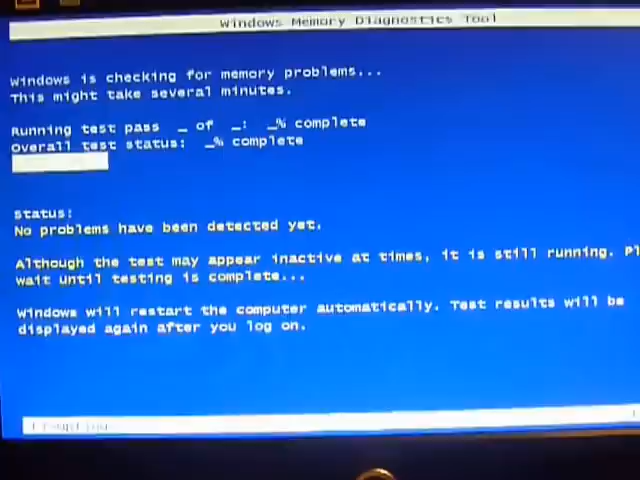 Windows Memory Diagnostics Tool
Windows is checking for memory problems...
This might take several minutes.
Running test pass _ of _: _% complete
Overall test status: _% complete
Status:
No problems have been detected yet.
Although the test may appear inactive at times, it is still running. Pl
wait until testing is complete...
Windows will restart the computer automatically. Test results will be
displayed again after you log on.